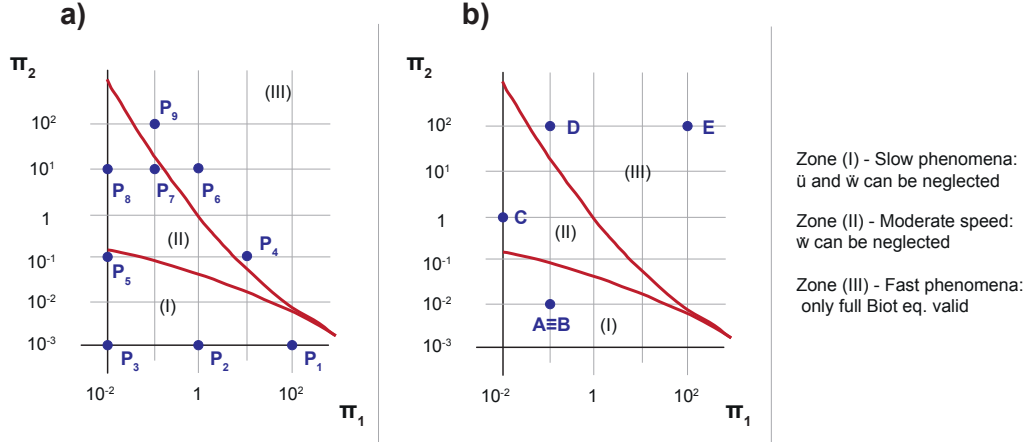 a)
π₂
(III)
P₉
10²
10¹
P₈
P₇
P₆
1
(II)
P₄
10⁻¹
P₅
10⁻²
(I)
10⁻³
P₃
P₂
P₁
10⁻²
1
10²
π₁
b)
π₂
10²
D
E
10¹
(III)
1
C
(II)
10⁻¹
10⁻²
A≡B
(I)
10⁻³
10⁻²
1
10²
π₁
Zone (I) - Slow phenomena:
ü and ẅ can be neglected
Zone (II) - Moderate speed:
ẅ can be neglected
Zone (III) - Fast phenomena:
only full Biot eq. valid